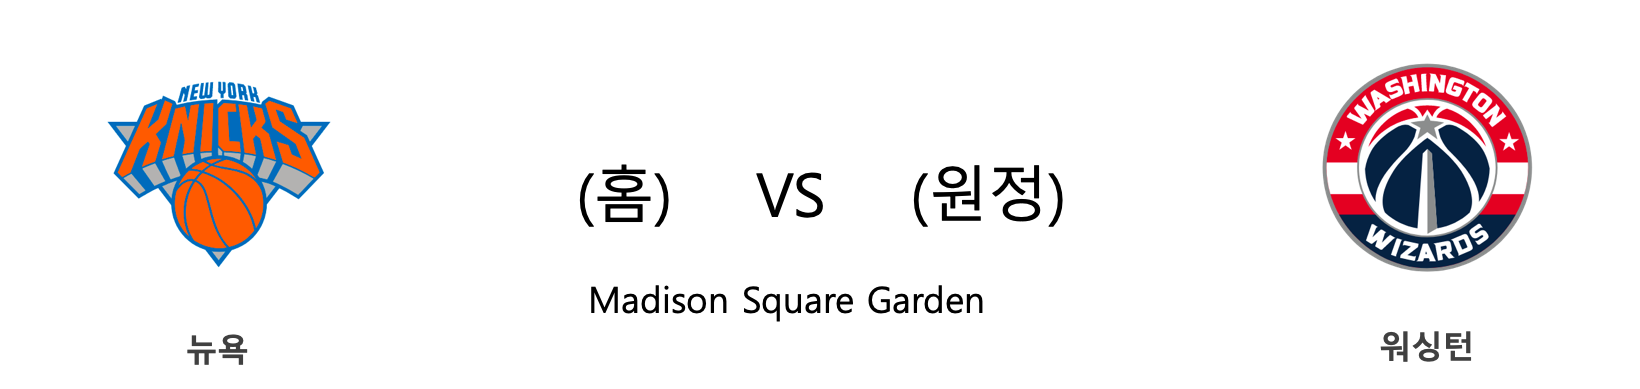 NEW YORK
KNICKS
WASHINGTON
WIZARDS
(홈) VS (원정)
Madison Square Garden
뉴욕
워싱턴